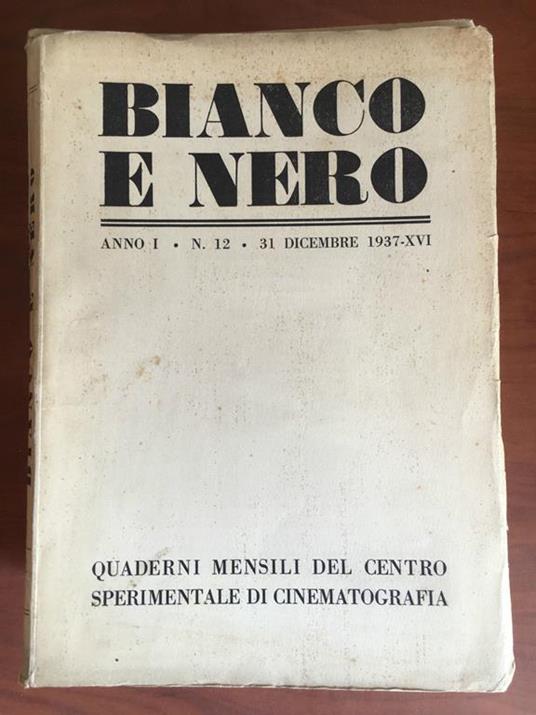 BIANCO
E NERO
ANNO I • N. 12 • 31 DICEMBRE 1937-XVI
QUADERNI MENSILI DEL CENTRO
SPERIMENTALE DI CINEMATOGRAFIA